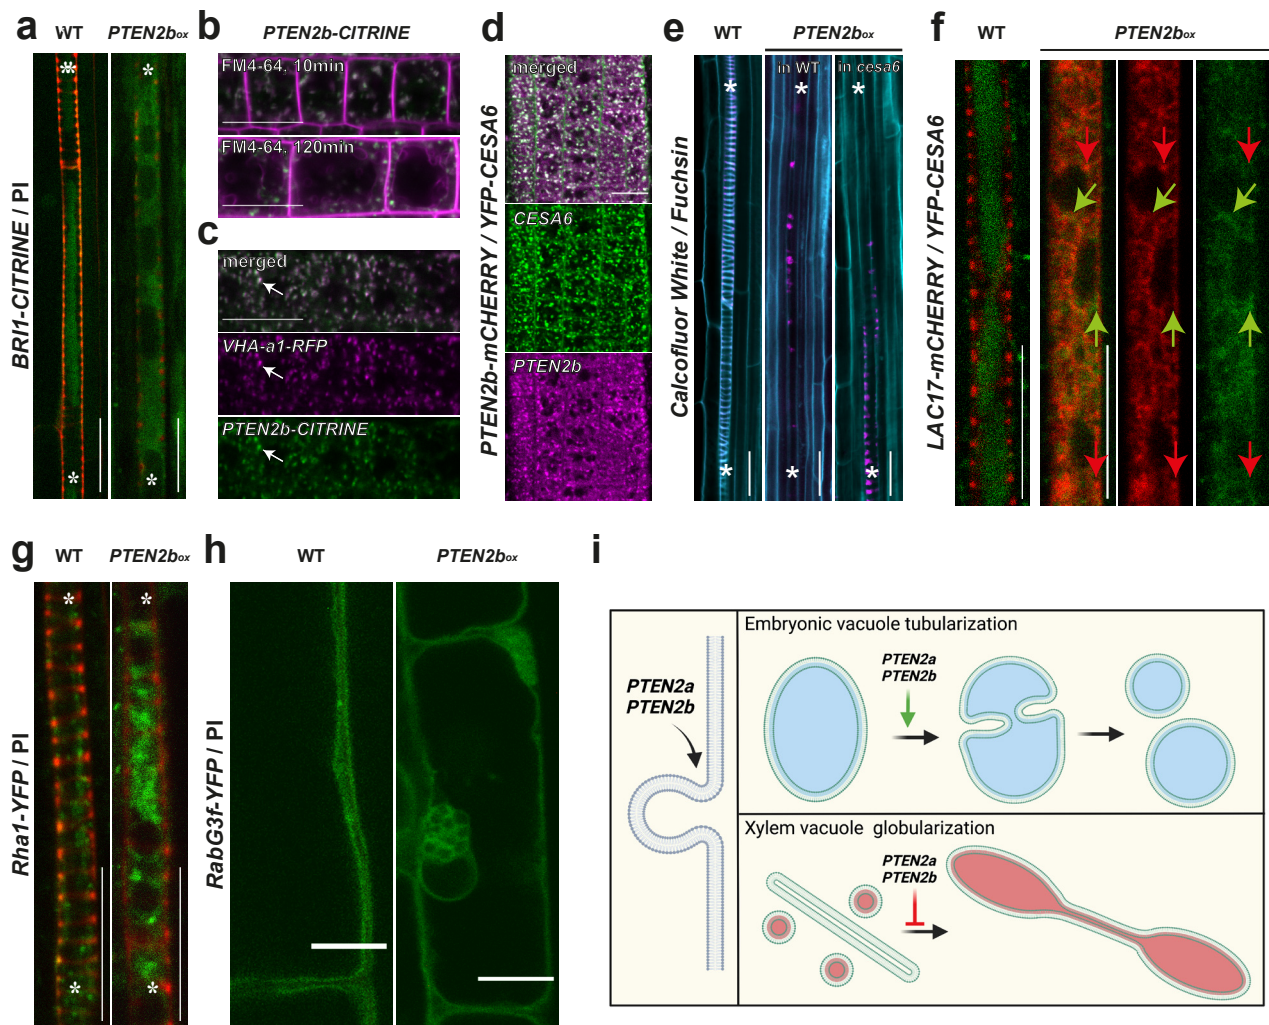 a
WT
PTEN2box
BRI1-CITRINE / PI
**
*
*
*
b
PTEN2b-CITRINE
FM4-64, 10min
FM4-64, 120min
c
merged
VHA-a1-RFP
PTEN2b-CITRINE
d
PTEN2b-mCHERRY / YFP-CESA6
merged
CESA6
PTEN2b
e
WT
PTEN2box
Calcofluor White / Fuchsin
in WT
in cesa6
*
*
*
*
*
*
f
WT
PTEN2box
LAC17-mCHERRY / YFP-CESA6
g
WT
PTEN2box
Rha1-YFP / PI
*
*
*
*
h
WT
PTEN2box
RabG3f-YFP / PI
i
PTEN2a
PTEN2b
Embryonic vacuole tubularization
PTEN2a
PTEN2b
Xylem vacuole globularization
PTEN2a
PTEN2b